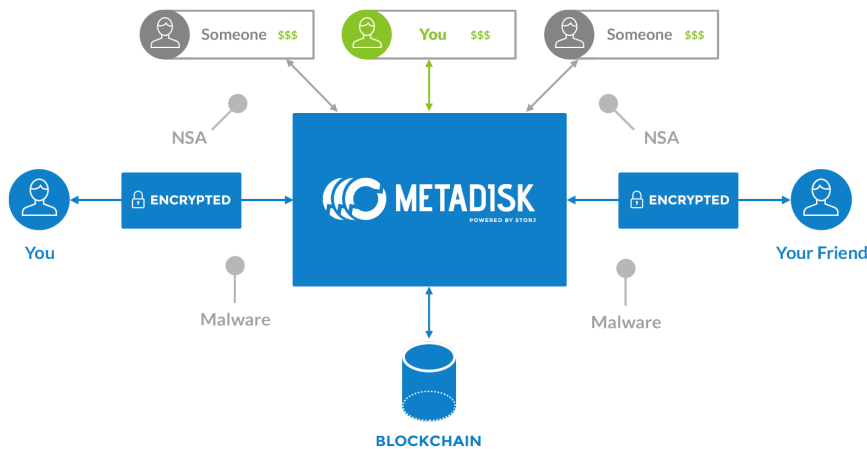 Someone $$$
You $$$
Someone $$$
NSA
NSA
ENCRYPTED
METADISK
POWERED BY STORJ
ENCRYPTED
You
Your Friend
Malware
Malware
BLOCKCHAIN